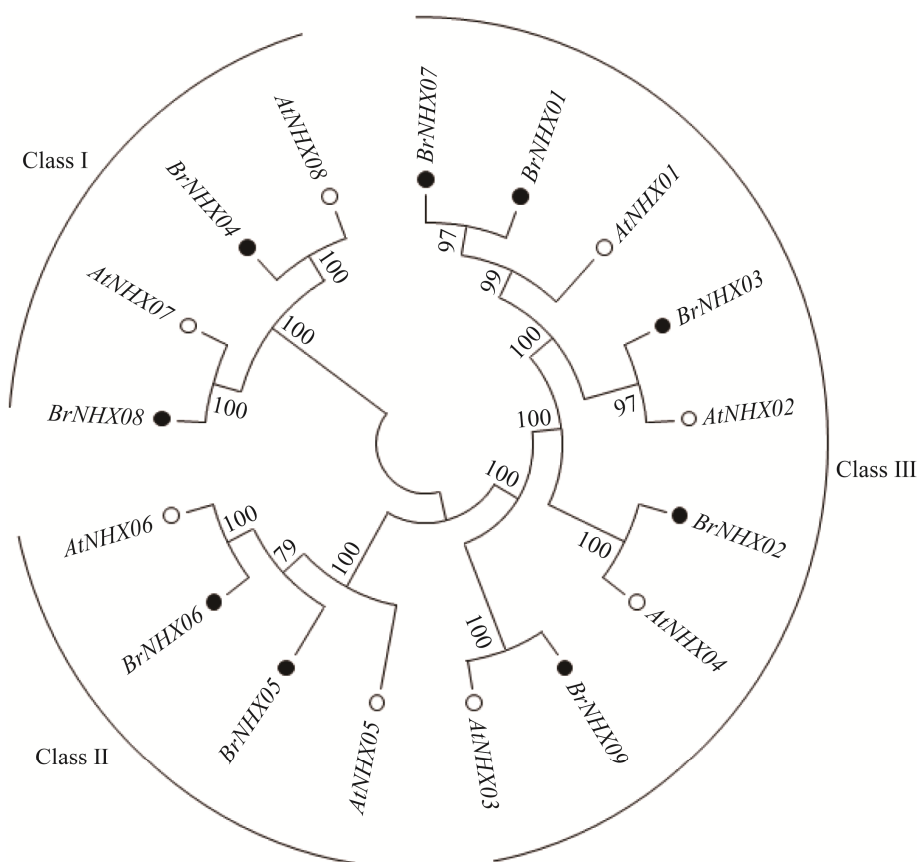 BrNHX07
BrNHX01
AtNHX01
BrNHX03
AtNHX02
BrNHX02
AtNHX04
BrNHX09
AtNHX03
AtNHX05
BrNHX05
BrNHX06
AtNHX06
BrNHX08
AtNHX07
BrNHX04
AtNHX08
Class I
Class II
Class III
97
99
100
97
100
100
100
100
100
79
100
100
100
100